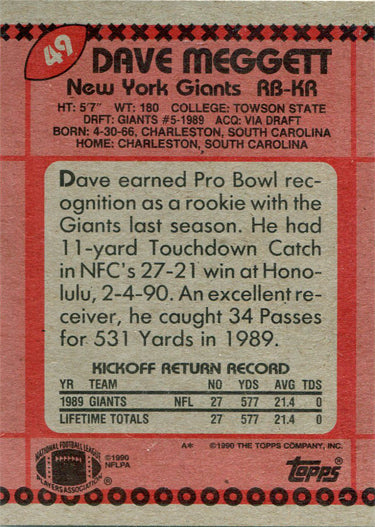 49
DAVE MEGGETT
New York Giants RB-KR
HT: 5'7" WT: 180 COLLEGE: TOWSON STATE
DRFT: GIANTS #5-1989 ACQ: VIA DRAFT
BORN: 4-30-66, CHARLESTON, SOUTH CAROLINA
HOME: CHARLESTON, SOUTH CAROLINA
Dave earned Pro Bowl rec-
ognition as a rookie with the
Giants last season. He had
11-yard Touchdown Catch
in NFC's 27-21 win at Hono-
lulu, 2-4-90. An excellent re-
ceiver, he caught 34 Passes
for 531 Yards in 1989.
KICKOFF RETURN RECORD
YR TEAM NO YDS AVG TDS
1989 GIANTS NFL 27 577 21.4 0
LIFETIME TOTALS 27 577 21.4 0
A* ©1990 THE TOPPS COMPANY, INC.
NATIONAL FOOTBALL LEAGUE
PLAYERS ASSOCIATION
©1990
NFLPA
topps®